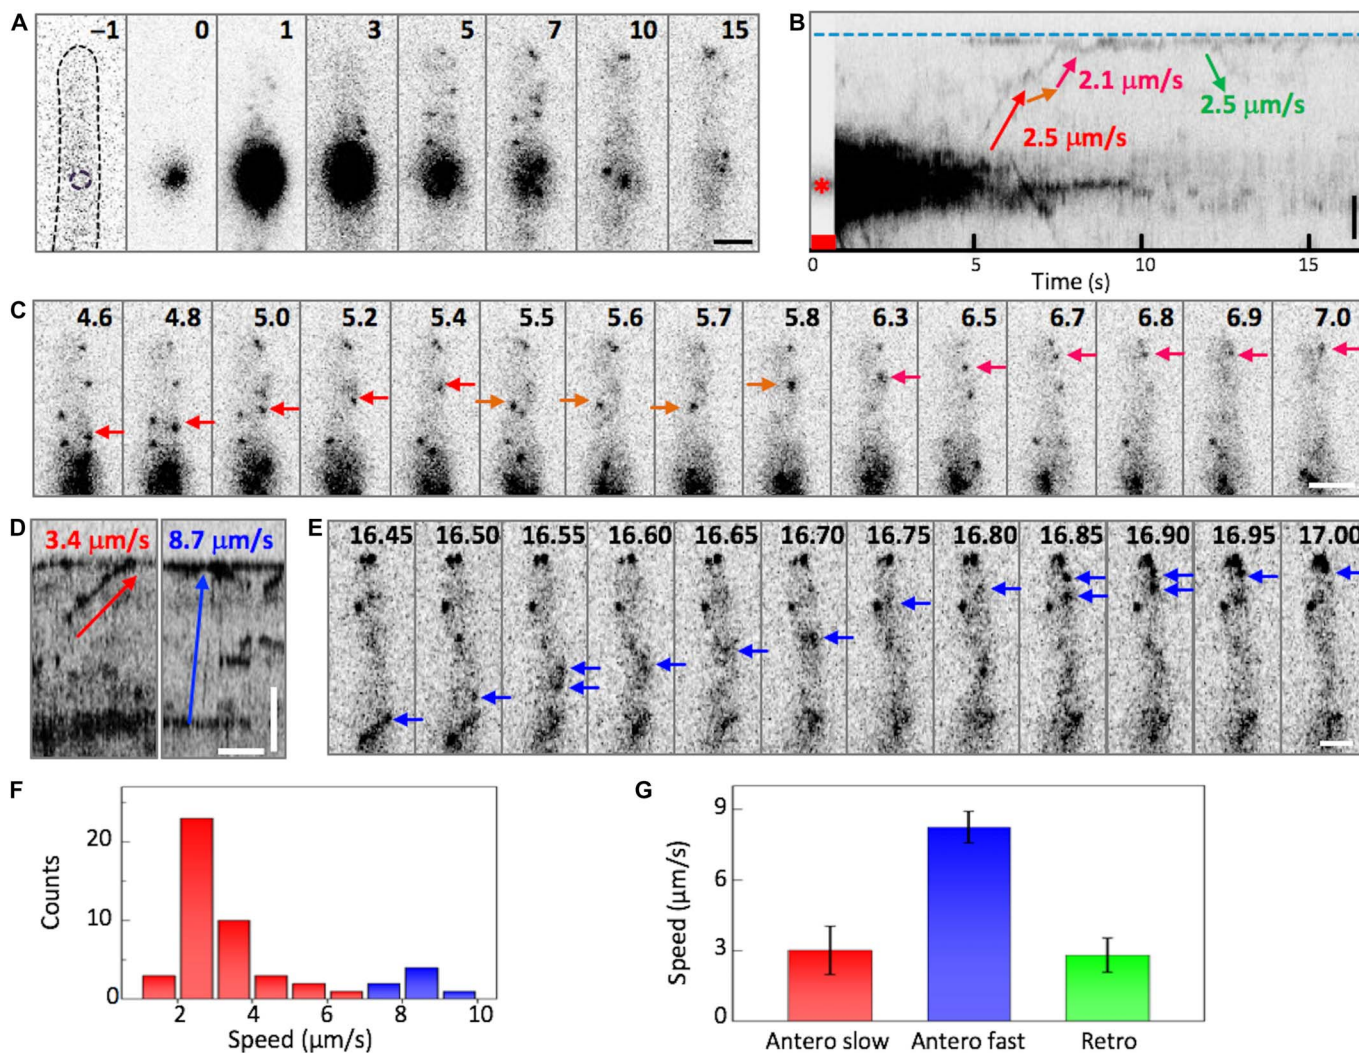 A
−1 0 1 3 5 7 10 15
B
2.1 μm/s
2.5 μm/s
2.5 μm/s
*
0 5 10 15
Time (s)
C
4.6 4.8 5.0 5.2 5.4 5.5 5.6 5.7 5.8 6.3 6.5 6.7 6.8 6.9 7.0
D
3.4 μm/s 8.7 μm/s
E
16.45 16.50 16.55 16.60 16.65 16.70 16.75 16.80 16.85 16.90 16.95 17.00
F
Counts
20
10
0
2 4 6 8 10
Speed (μm/s)
G
Speed (μm/s)
9
6
3
0
Antero slow Antero fast Retro